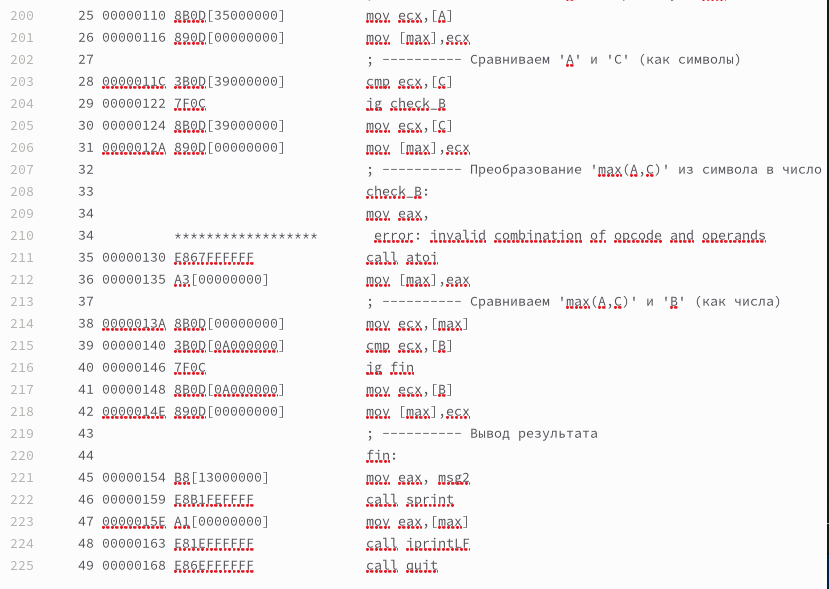 200 25 00000110 8B0D[35000000] mov ecx,[A]
201 26 00000116 890D[00000000] mov [max],ecx
202 27 ; ---------- Сравниваем 'A' и 'C' (как символы)
203 28 0000011C 3B0D[39000000] cmp ecx,[C]
204 29 00000122 7F0C jg check_B
205 30 00000124 8B0D[39000000] mov ecx,[C]
206 31 0000012A 890D[00000000] mov [max],ecx
207 32 ; ---------- Преобразование 'max(A,C)' из символа в число
208 33 check_B:
209 34 mov eax,
210 34 ****************** error: invalid combination of opcode and operands
211 35 00000130 E867FFFFFF call atoi
212 36 00000135 A3[00000000] mov [max],eax
213 37 ; ---------- Сравниваем 'max(A,C)' и 'B' (как числа)
214 38 0000013A 8B0D[00000000] mov ecx,[max]
215 39 00000140 3B0D[0A000000] cmp ecx,[B]
216 40 00000146 7F0C jg fin
217 41 00000148 8B0D[0A000000] mov ecx,[B]
218 42 0000014E 890D[00000000] mov [max],ecx
219 43 ; ---------- Вывод результата
220 44 fin:
221 45 00000154 B8[13000000] mov eax, msg2
222 46 00000159 E8B1FEFFFF call sprint
223 47 0000015E A1[00000000] mov eax,[max]
224 48 00000163 E81EFFFFFF call iprintLF
225 49 00000168 E86EFFFFFF call quit